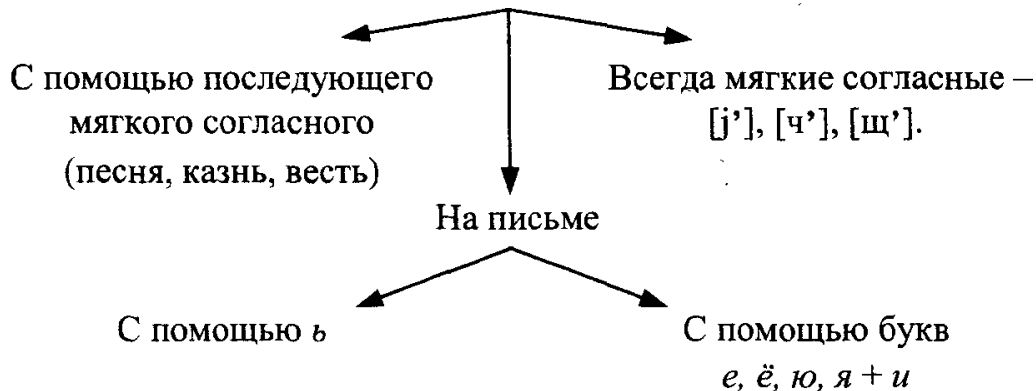 С помощью последующего
мягкого согласного
(песня, казнь, весть)
Всегда мягкие согласные –
[j’], [ч’], [щ’].
На письме
С помощью ь
С помощью букв
е, ё, ю, я + и